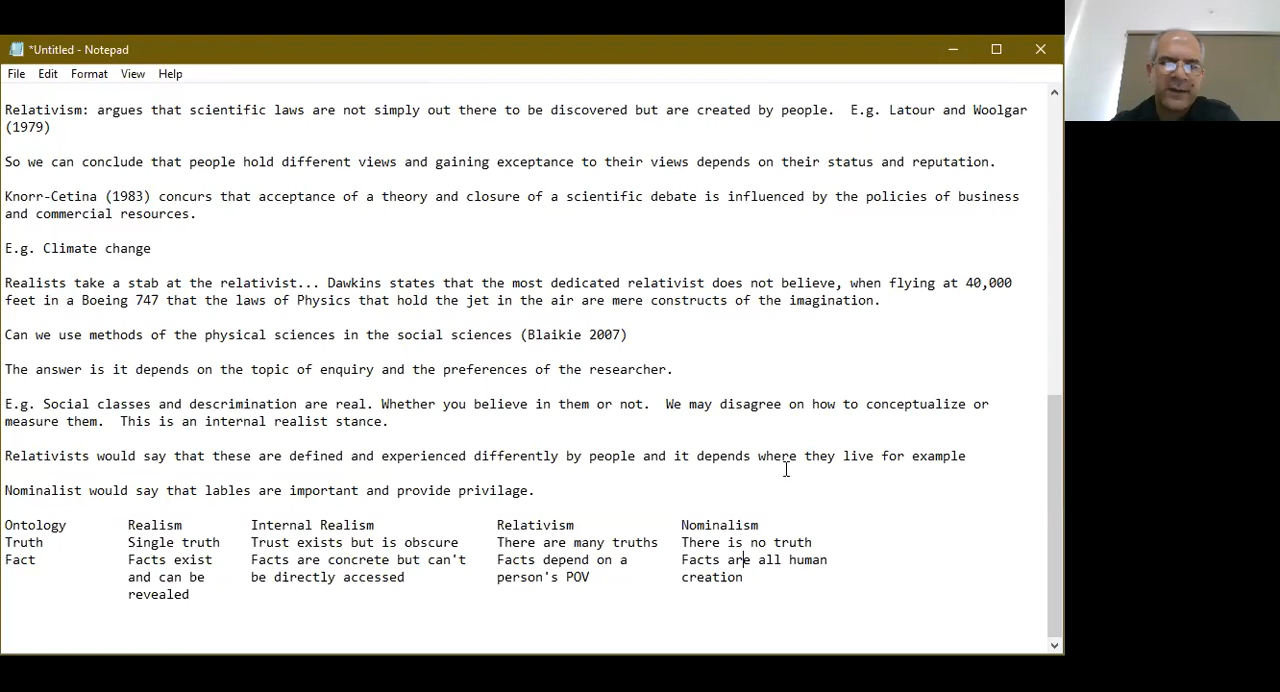 *Untitled - Notepad
File Edit Format View Help
Relativism: argues that scientific laws are not simply out there to be discovered but are created by people.  E.g. Latour and Woolgar
(1979)
So we can conclude that people hold different views and gaining exceptance to their views depends on their status and reputation.
Knorr-Cetina (1983) concurs that acceptance of a theory and closure of a scientific debate is influenced by the policies of business
and commercial resources.
E.g. Climate change
Realists take a stab at the relativist... Dawkins states that the most dedicated relativist does not believe, when flying at 40,000
feet in a Boeing 747 that the laws of Physics that hold the jet in the air are mere constructs of the imagination.
Can we use methods of the physical sciences in the social sciences (Blaikie 2007)
The answer is it depends on the topic of enquiry and the preferences of the researcher.
E.g. Social classes and descrimination are real. Whether you believe in them or not.  We may disagree on how to conceptualize or
measure them.  This is an internal realist stance.
Relativists would say that these are defined and experienced differently by people and it depends where they live for example
Nominalist would say that lables are important and provide privilage.
Ontology Realism Internal Realism Relativism Nominalism
Truth Single truth Trust exists but is obscure There are many truths There is no truth
Fact Facts exist Facts are concrete but can't Facts depend on a Facts are all human
and can be be directly accessed person's POV creation
revealed